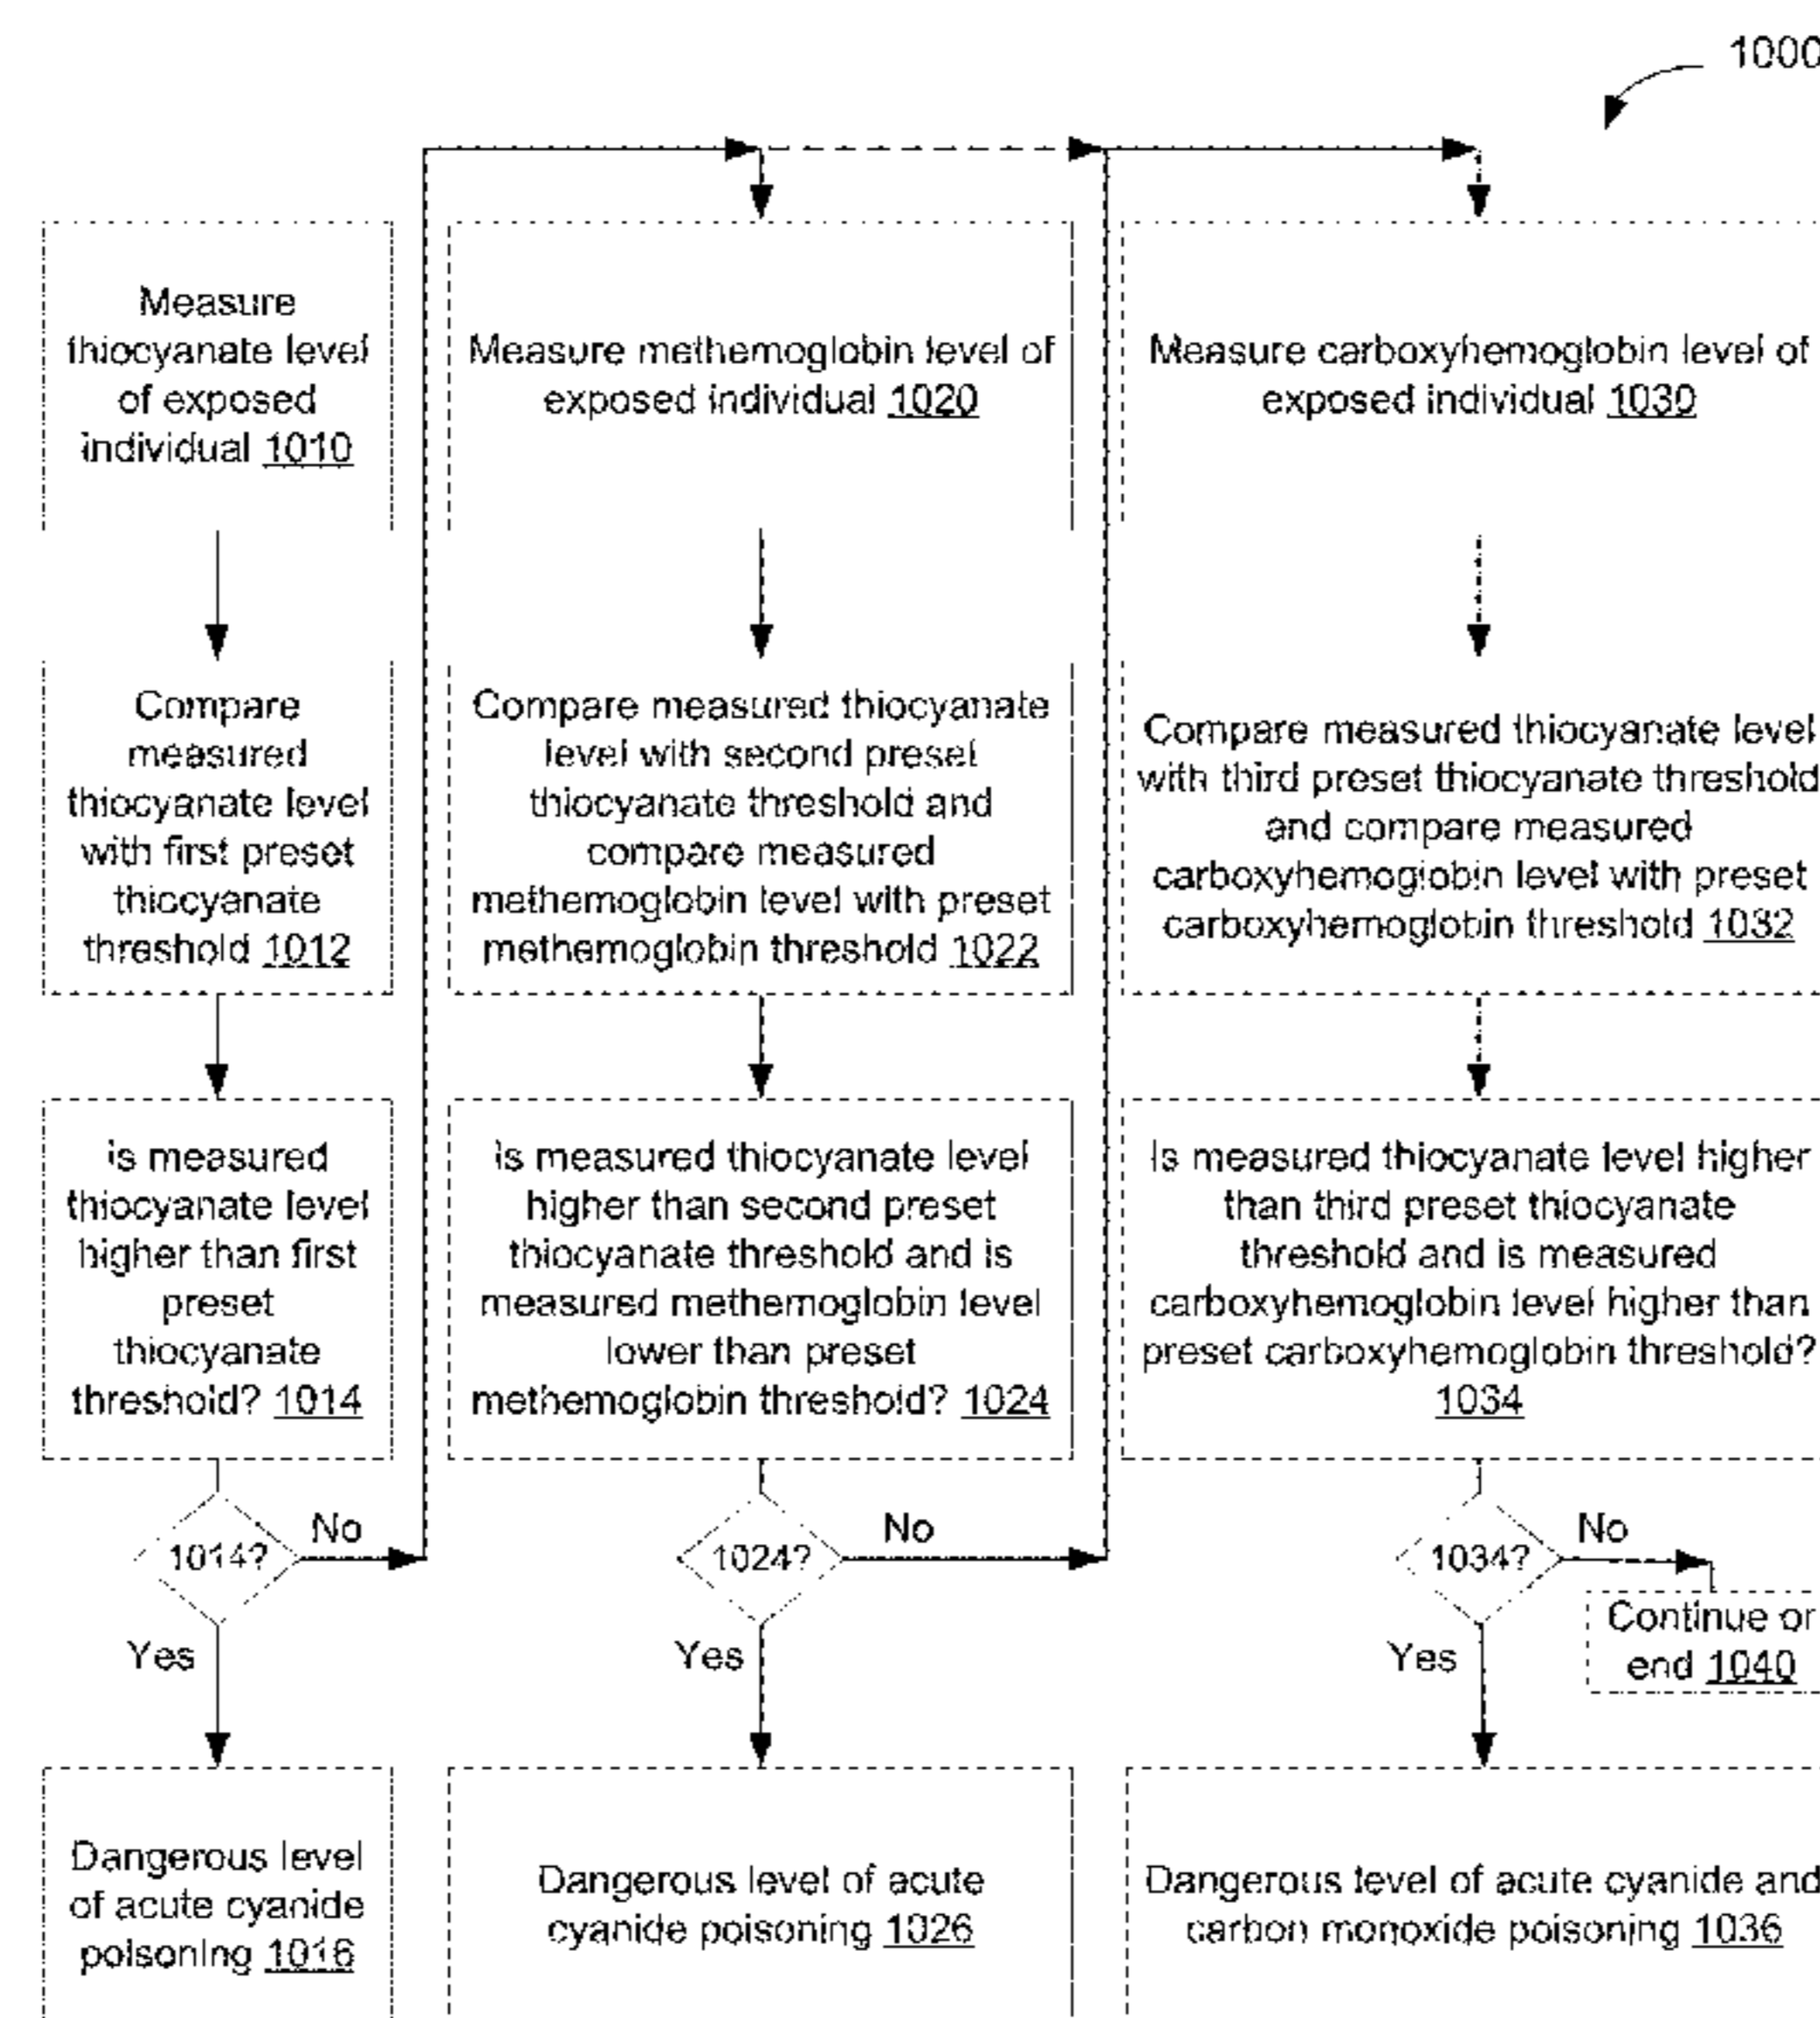 1000
Measure
thiocyanate level
of exposed
individual 1010
Measure methemoglobin level of
exposed individual 1020
Measure carboxyhemoglobin level of
exposed individual 1030
Compare
measured
thiocyanate level
with first preset
thiocyanate
threshold 1012
Compare measured thiocyanate
level with second preset
thiocyanate threshold and
compare measured
methemoglobin level with preset
methemoglobin threshold 1022
Compare measured thiocyanate level
with third preset thiocyanate threshold
and compare measured
carboxyhemoglobin level with preset
carboxyhemoglobin threshold 1032
Is measured
thiocyanate level
higher than first
preset
thiocyanate
threshold? 1014
Is measured thiocyanate level
higher than second preset
thiocyanate threshold and is
measured methemoglobin level
lower than preset
methemoglobin threshold? 1024
Is measured thiocyanate level higher
than third preset thiocyanate
threshold and is measured
carboxyhemoglobin level higher than
preset carboxyhemoglobin threshold?
1034
1014?
No
Yes
1024?
No
Yes
1034?
No
Yes
Continue or
end 1040
Dangerous level
of acute cyanide
poisoning 1016
Dangerous level of acute
cyanide poisoning 1026
Dangerous level of acute cyanide and
carbon monoxide poisoning 1036